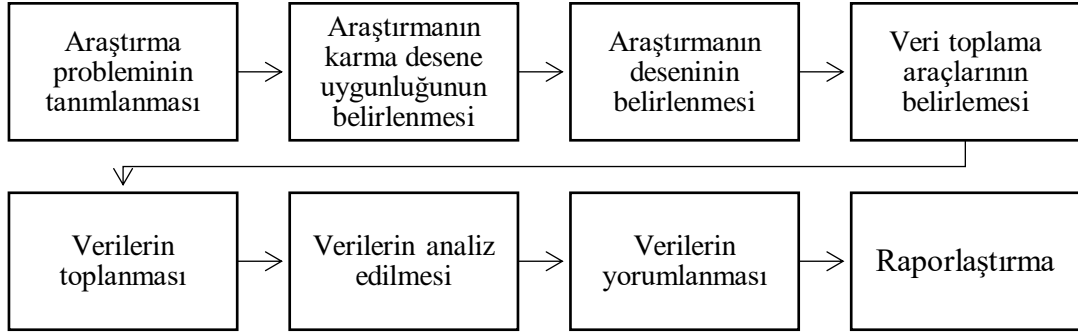 Araştırma
probleminin
tanımlanması
Araştırmanın
karma desene
uygunluğunun
belirlenmesi
Araştırmanın
deseninin
belirlenmesi
Veri toplama
araçlarının
belirlemesi
Verilerin
toplanması
Verilerin analiz
edilmesi
Verilerin
yorumlanması
Raporlaştırma